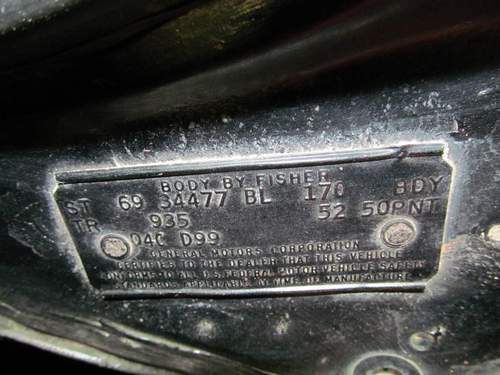 BODY BY FISHER
ST 69 34477 BL 170 BDY
TR 935 52 50PNT
04C D99
GENERAL MOTORS CORPORATION
CERTIFIES TO THE DEALER THAT THIS VEHICLE
CONFORMS TO ALL U.S. FEDERAL MOTOR VEHICLE SAFETY
STANDARDS APPLICABLE AT TIME OF MANUFACTURE